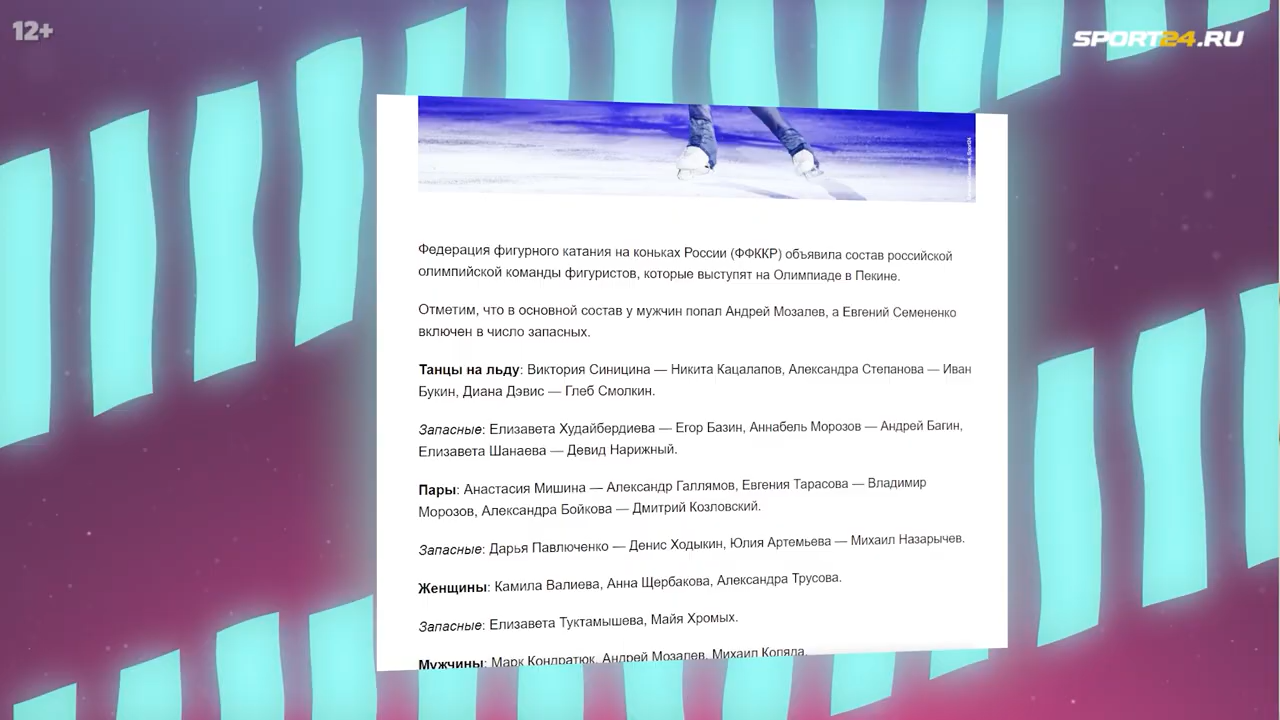 12+
SPORT24.RU
Федерация фигурного катания на коньках России (ФФККР) объявила состав российской
олимпийской команды фигуристов, которые выступят на Олимпиаде в Пекине.
Отметим, что в основной состав у мужчин попал Андрей Мозалев, а Евгений Семененко
включен в число запасных.
Танцы на льду: Виктория Синицина — Никита Кацалапов, Александра Степанова — Иван
Букин, Диана Дэвис — Глеб Смолкин.
Запасные: Елизавета Худайбердиева — Егор Базин, Аннабель Морозов — Андрей Багин,
Елизавета Шанаева — Девид Нарижный.
Пары: Анастасия Мишина — Александр Галлямов, Евгения Тарасова — Владимир
Морозов, Александра Бойкова — Дмитрий Козловский.
Запасные: Дарья Павлюченко — Денис Ходыкин, Юлия Артемьева — Михаил Назарычев.
Женщины: Камила Валиева, Анна Щербакова, Александра Трусова.
Запасные: Елизавета Туктамышева, Майя Хромых.
Мужчины: Марк Кондратюк, Андрей Мозалев, Михаил Коляда.